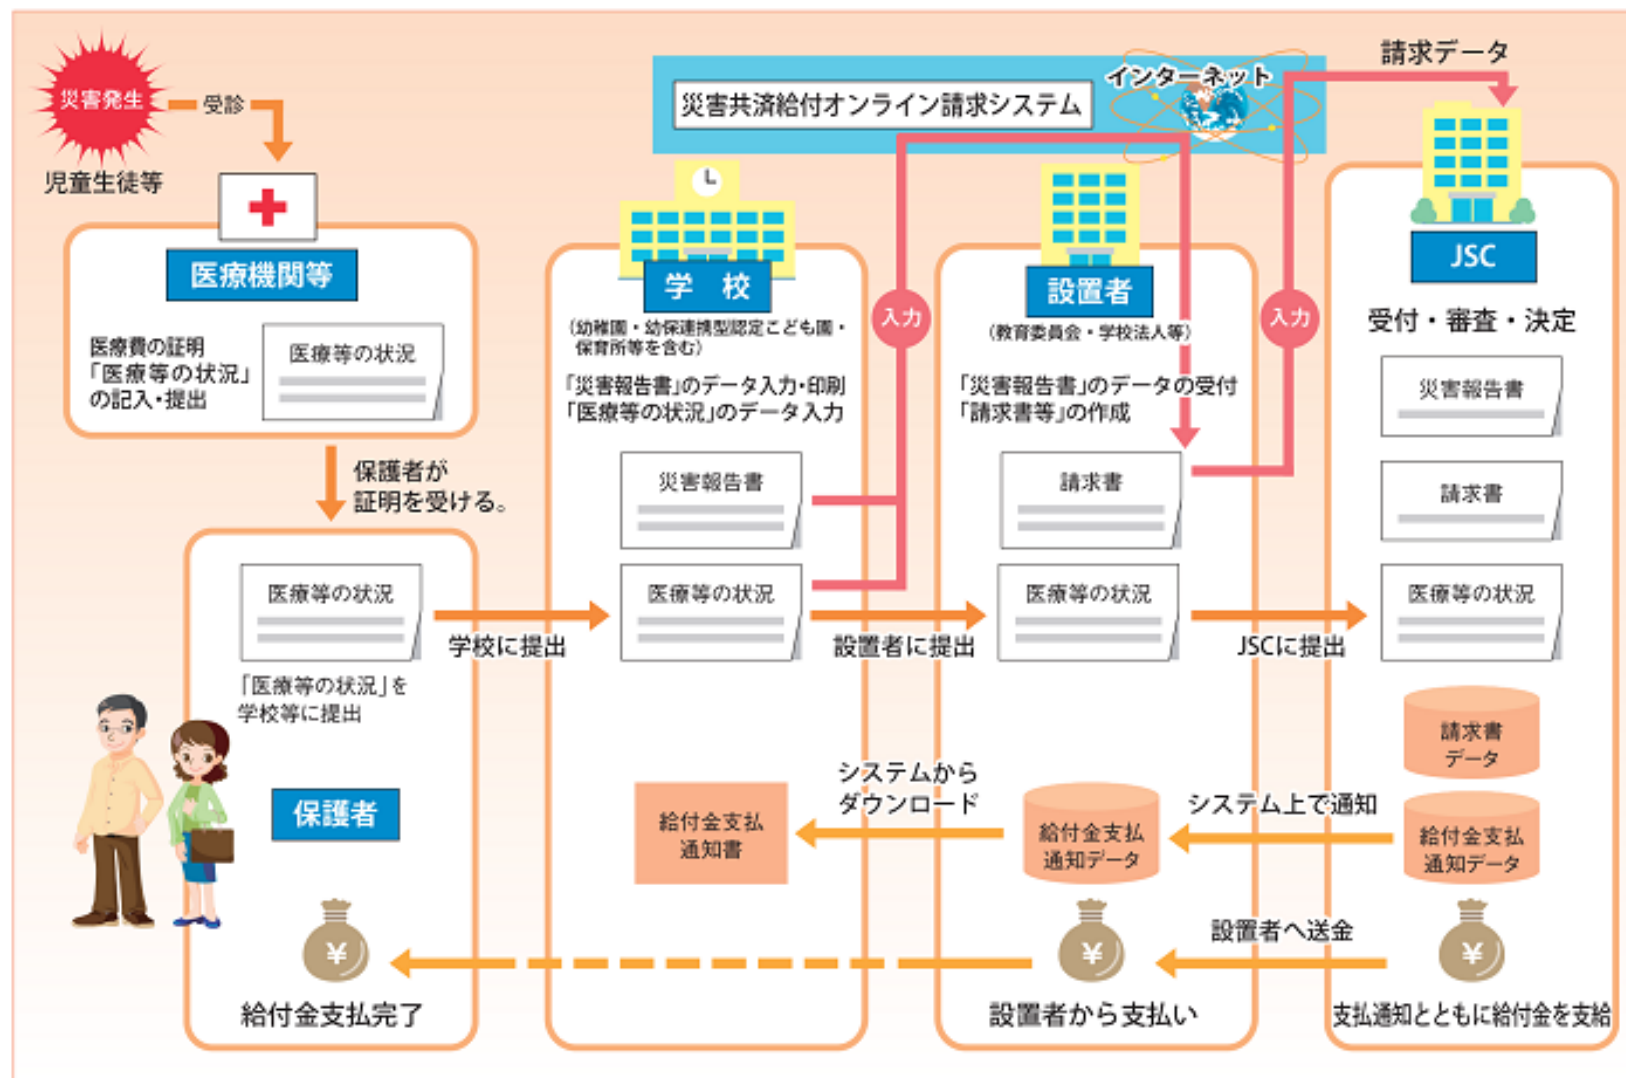 災害発生
受診
児童生徒等
災害共済給付オンライン請求システム
インターネット
請求データ
医療機関等
医療費の証明
「医療等の状況」
の記入・提出
医療等の状況
保護者が
証明を受ける。
医療等の状況
「医療等の状況」を
学校等に提出
保護者
給付金支払完了
学校に提出
学 校
(幼稚園・幼保連携型認定こども園・
保育所等を含む)
「災害報告書」のデータ入力・印刷
「医療等の状況」のデータ入力
災害報告書
医療等の状況
入力
設置者に提出
システムから
ダウンロード
給付金支払
通知書
設置者
(教育委員会・学校法人等)
「災害報告書」のデータの受付
「請求書等」の作成
請求書
医療等の状況
入力
JSCに提出
給付金支払
通知データ
システム上で通知
設置者へ送金
¥
¥
¥
設置者から支払い
JSC
受付・審査・決定
災害報告書
請求書
医療等の状況
請求書
データ
給付金支払
通知データ
支払通知とともに給付金を支給